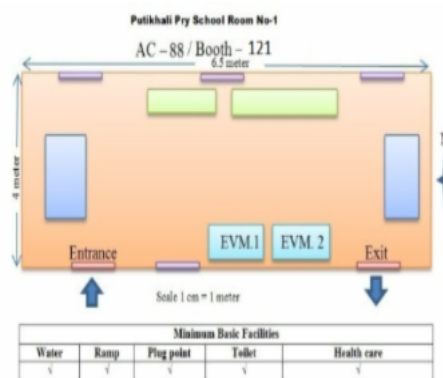 Putikhali Pry School Room No-1
AC – 88 / Booth – 121
6.5 meter
4 meter
EVM.1 EVM. 2
Entrance Exit
Scale 1 cm = 1 meter
Minimum Basic Facilities
Water Ramp Plug point Toilet Health care
√ √ √ √ √